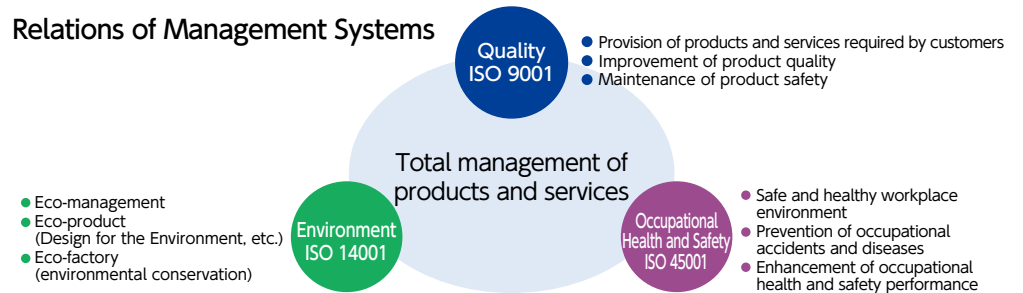 Relations of Management Systems
Quality
ISO 9001
● Provision of products and services required by customers
● Improvement of product quality
● Maintenance of product safety
Total management of
products and services
● Eco-management
● Eco-product
(Design for the Environment, etc.)
● Eco-factory
(environmental conservation)
Environment
ISO 14001
Occupational
Health and Safety
ISO 45001
● Safe and healthy workplace
environment
● Prevention of occupational
accidents and diseases
● Enhancement of occupational
health and safety performance